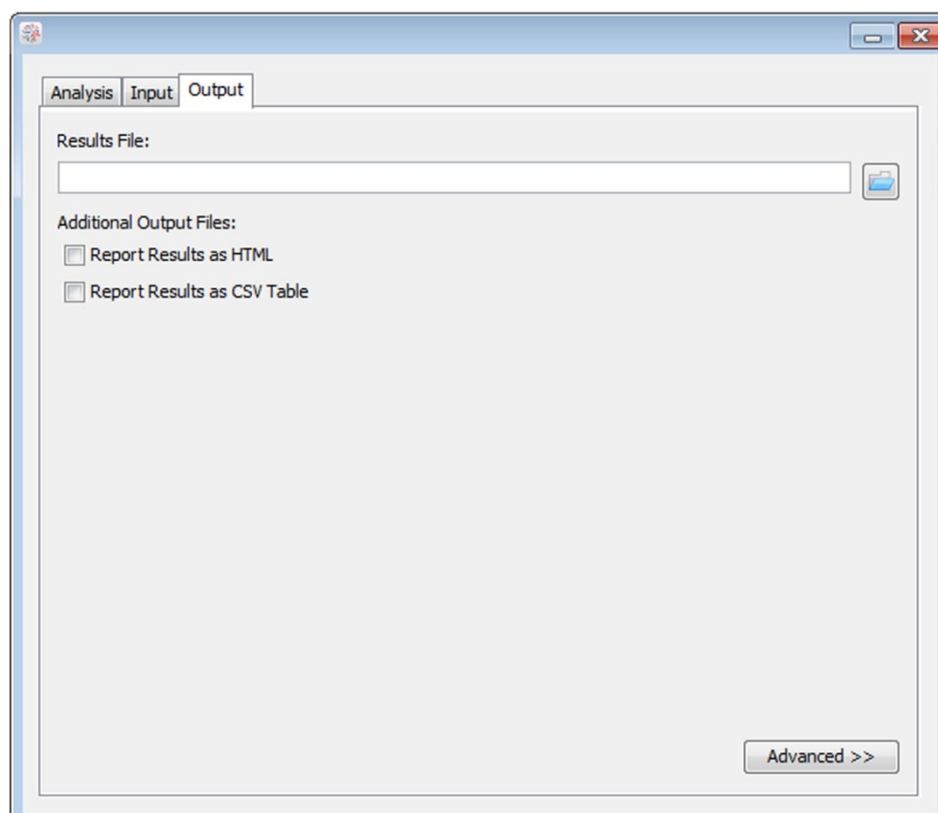 Analysis Input Output
Results File:
Additional Output Files:
Report Results as HTML
Report Results as CSV Table
Advanced >>